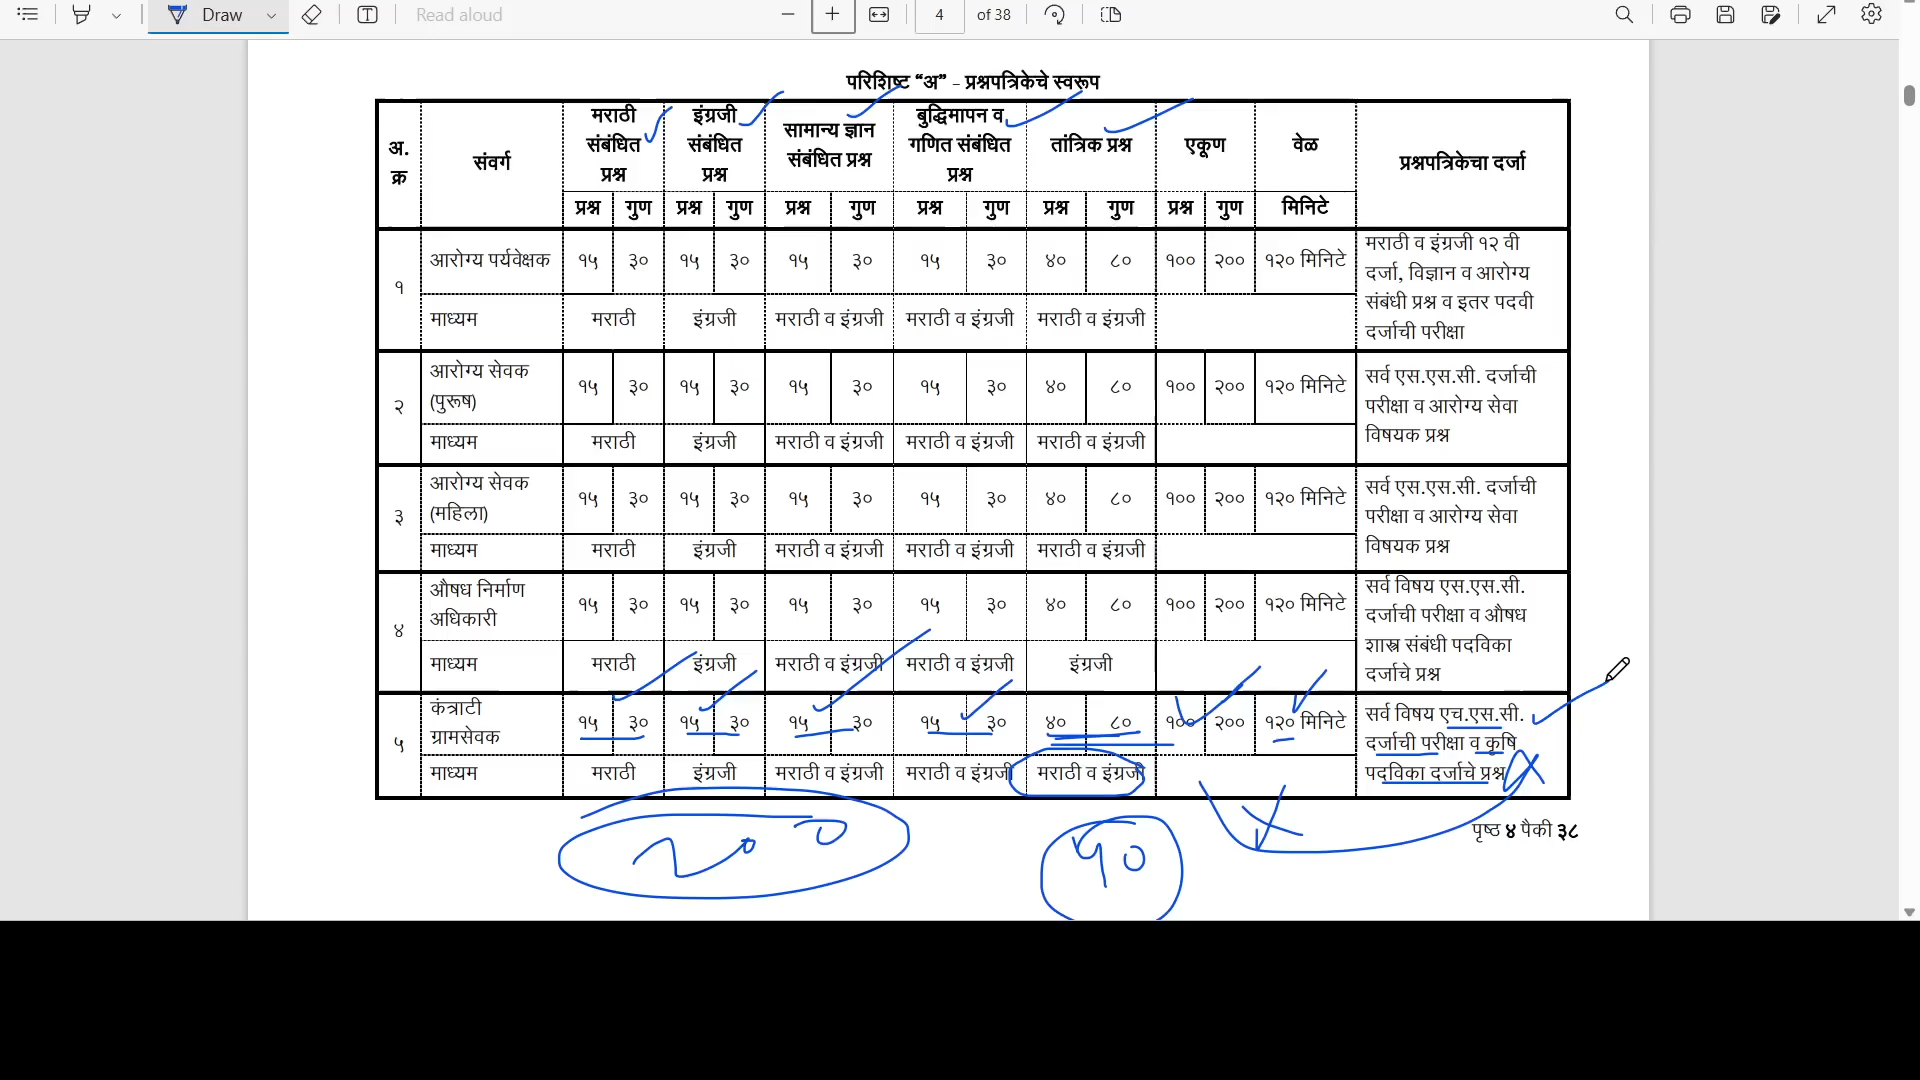 Draw
Read aloud
4 of 38
परिशिष्ट “अ” - प्रश्नपत्रिकेचे स्वरूप
अ. क्र
संवर्ग
मराठी संबंधित प्रश्न
इंग्रजी संबंधित प्रश्न
सामान्य ज्ञान संबंधित प्रश्न
बुद्धिमापन व गणित संबंधित प्रश्न
तांत्रिक प्रश्न
एकूण
वेळ
प्रश्नपत्रिकेचा दर्जा
प्रश्न गुण प्रश्न गुण प्रश्न गुण प्रश्न गुण प्रश्न गुण प्रश्न गुण मिनिटे
१
आरोग्य पर्यवेक्षक १५ ३० १५ ३० १५ ३० १५ ३० ४० ८० १०० २०० १२० मिनिटे
मराठी व इंग्रजी १२ वी
दर्जा, विज्ञान व आरोग्य
संबंधी प्रश्न व इतर पदवी
दर्जाची परीक्षा
माध्यम मराठी इंग्रजी मराठी व इंग्रजी मराठी व इंग्रजी मराठी व इंग्रजी
२
आरोग्य सेवक
(पुरूष)
१५ ३० १५ ३० १५ ३० १५ ३० ४० ८० १०० २०० १२० मिनिटे
सर्व एस.एस.सी. दर्जाची
परीक्षा व आरोग्य सेवा
विषयक प्रश्न
माध्यम मराठी इंग्रजी मराठी व इंग्रजी मराठी व इंग्रजी मराठी व इंग्रजी
३
आरोग्य सेवक
(महिला)
१५ ३० १५ ३० १५ ३० १५ ३० ४० ८० १०० २०० १२० मिनिटे
सर्व एस.एस.सी. दर्जाची
परीक्षा व आरोग्य सेवा
विषयक प्रश्न
माध्यम मराठी इंग्रजी मराठी व इंग्रजी मराठी व इंग्रजी मराठी व इंग्रजी
४
औषध निर्माण
अधिकारी
१५ ३० १५ ३० १५ ३० १५ ३० ४० ८० १०० २०० १२० मिनिटे
सर्व विषय एस.एस.सी.
दर्जाची परीक्षा व औषध
शास्त्र संबंधी पदविका
दर्जाचे प्रश्न
माध्यम मराठी इंग्रजी मराठी व इंग्रजी मराठी व इंग्रजी इंग्रजी
५
कंत्राटी
ग्रामसेवक
१५ ३० १५ ३० १५ ३० १५ ३० ४० ८० १०० २०० १२० मिनिटे
सर्व विषय एच.एस.सी.
दर्जाची परीक्षा व कृषि
पदविका दर्जाचे प्रश्न
माध्यम मराठी इंग्रजी मराठी व इंग्रजी मराठी व इंग्रजी मराठी व इंग्रजी
पृष्ठ ४ पैकी ३८